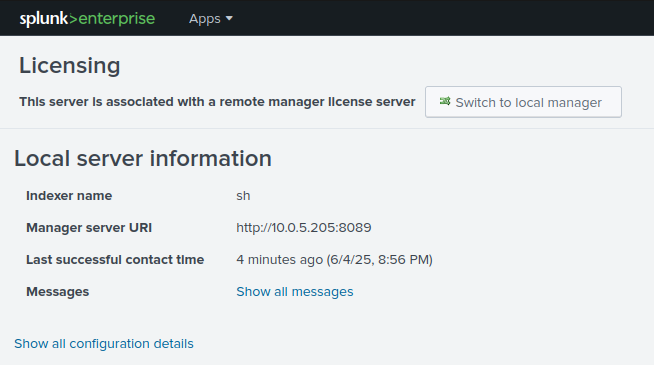 splunk>enterprise Apps
Licensing
This server is associated with a remote manager license server Switch to local manager
Local server information
Indexer name sh
Manager server URI http://10.0.5.205:8089
Last successful contact time 4 minutes ago (6/4/25, 8:56 PM)
Messages Show all messages
Show all configuration details